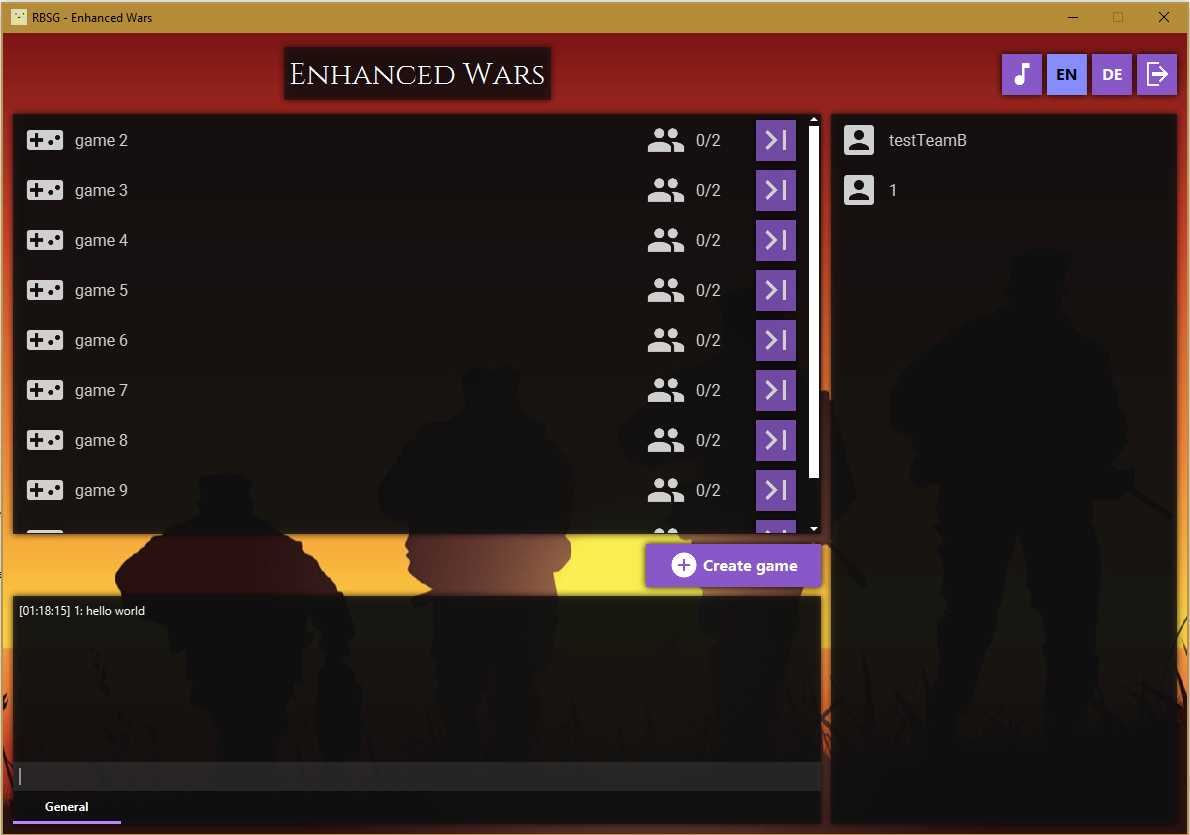 RBSG - Enhanced Wars
Enhanced Wars
EN
DE
game 2 0/2
game 3 0/2
game 4 0/2
game 5 0/2
game 6 0/2
game 7 0/2
game 8 0/2
game 9 0/2
testTeamB
1
Create game
[01:18:15] 1: hello world
General